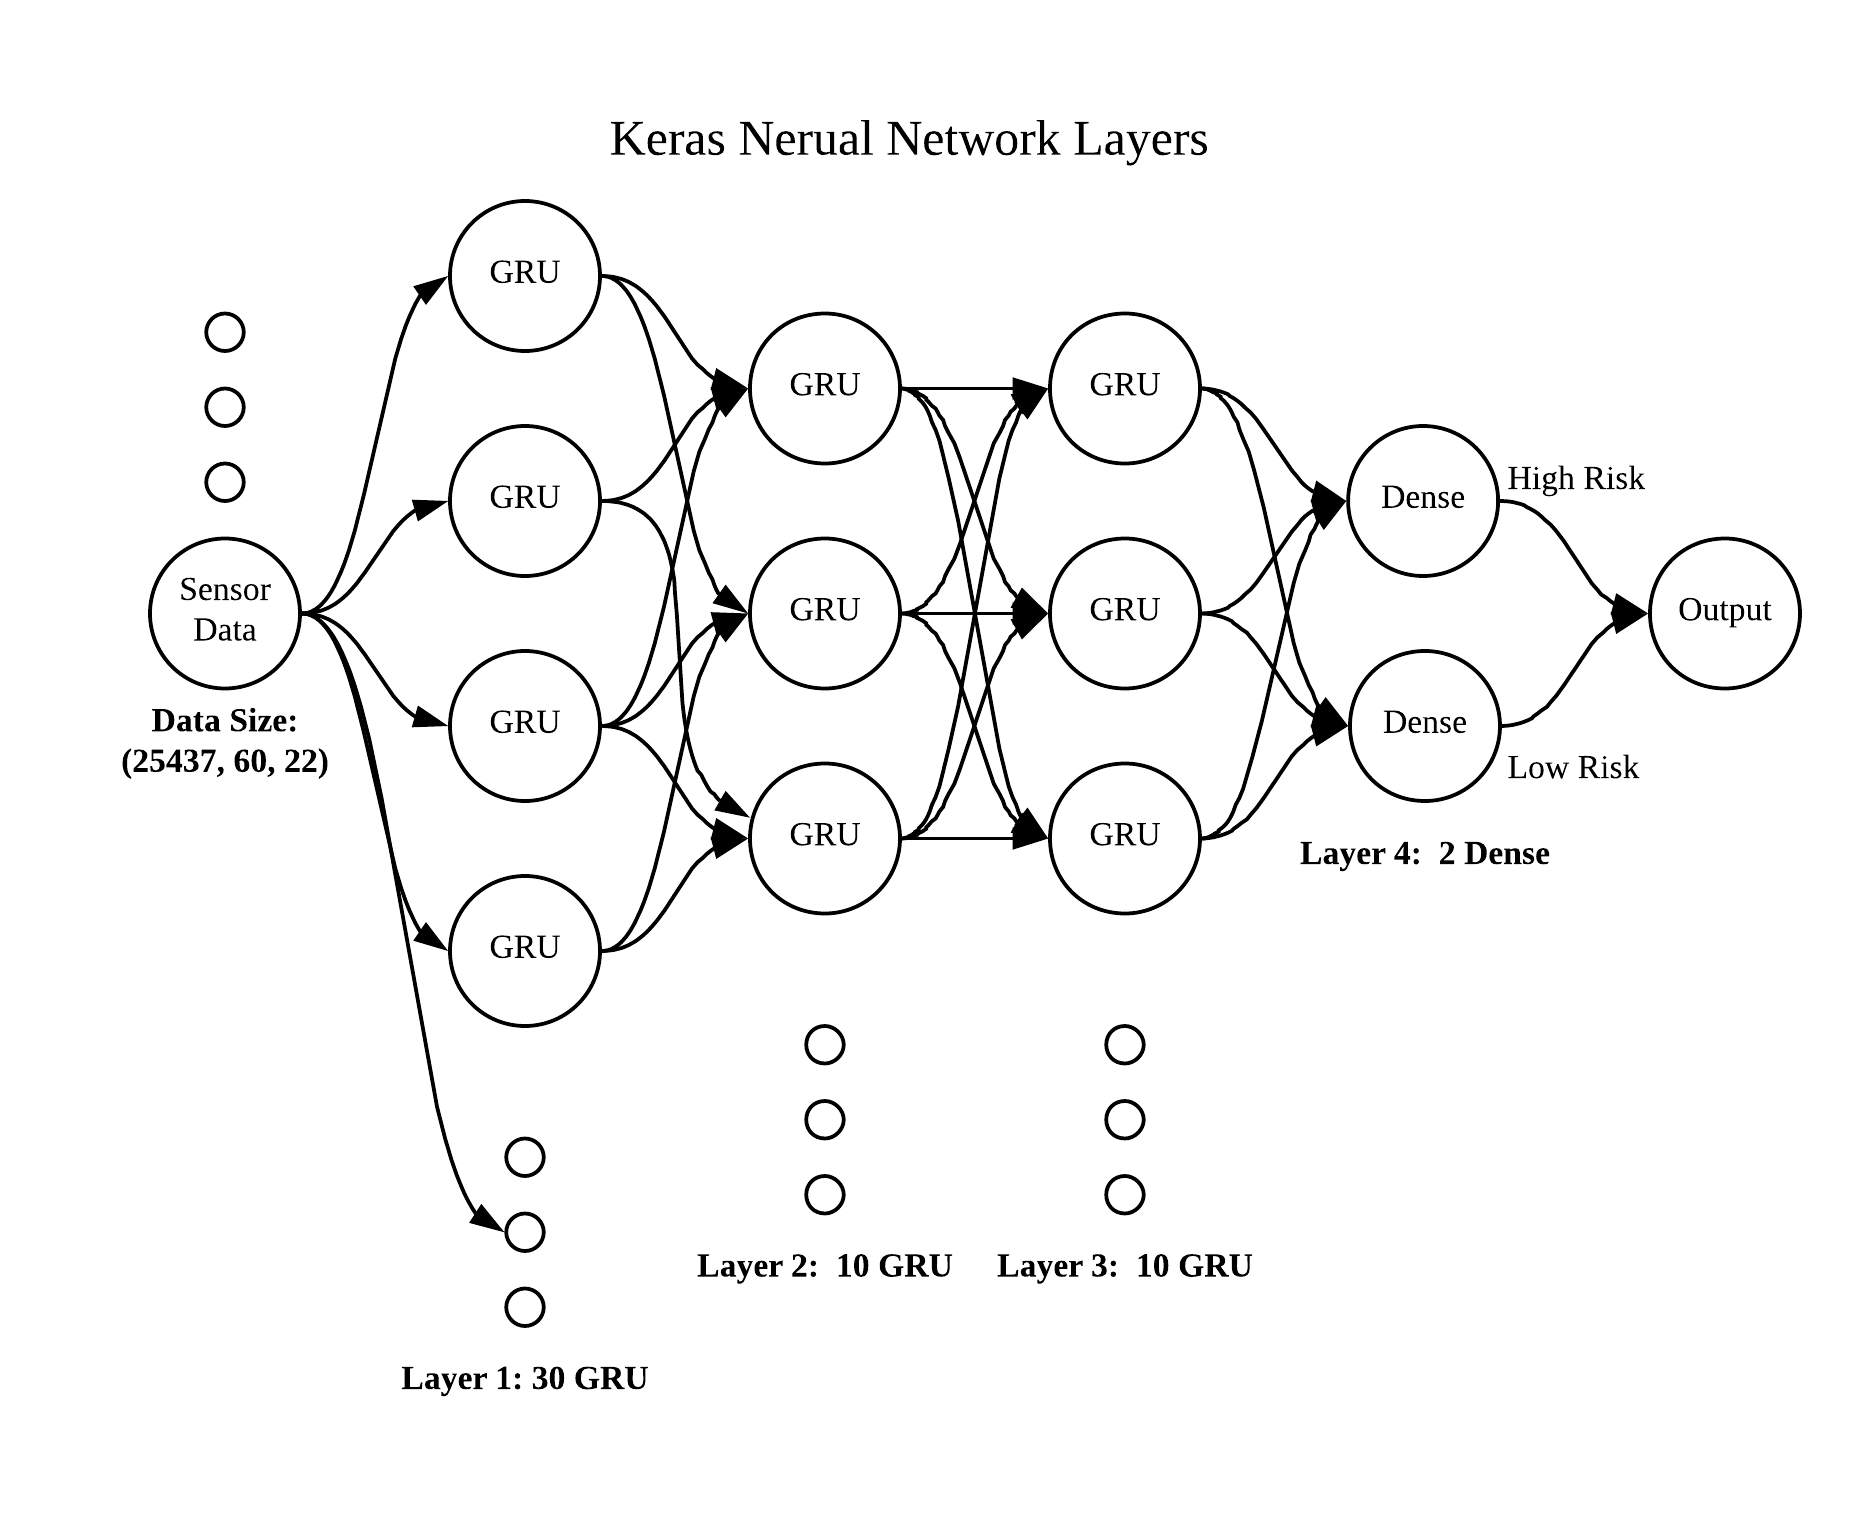 Keras Nerual Network Layers
GRU
GRU
GRU
GRU
GRU
Dense
High Risk
Sensor
Data
GRU
GRU
Output
Data Size:
(25437, 60, 22)
GRU
Dense
Low Risk
GRU
GRU
Layer 4:  2 Dense
GRU
Layer 2:  10 GRU
Layer 3:  10 GRU
Layer 1: 30 GRU